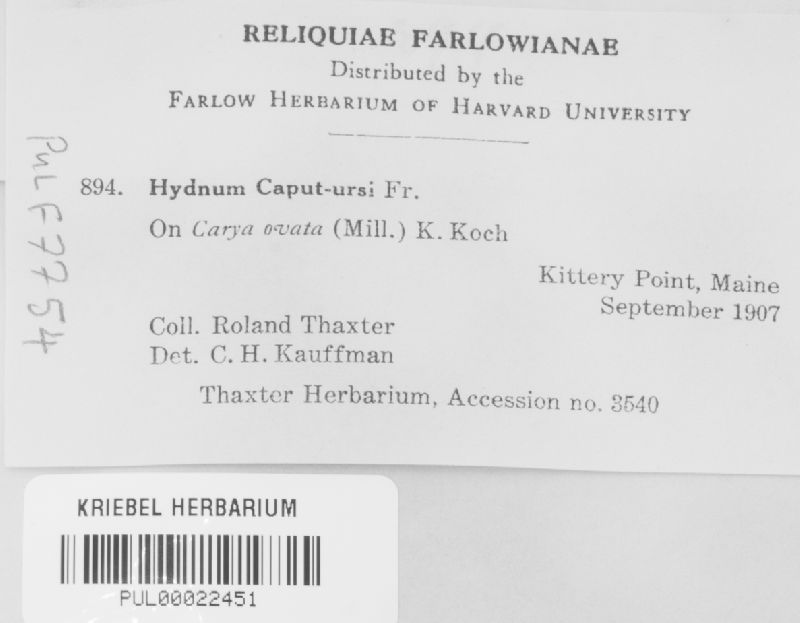 RELIQUIAE FARLOWIANAE
Distributed by the
FARLOW HERBARIUM OF HARVARD UNIVERSITY
PUL F7754
894. Hydnum Caput-ursi Fr.
On Carya ovata (Mill.) K. Koch
Kittery Point, Maine
September 1907
Coll. Roland Thaxter
Det. C. H. Kauffman
Thaxter Herbarium, Accession no. 3540
KRIEBEL HERBARIUM
PUL00022451